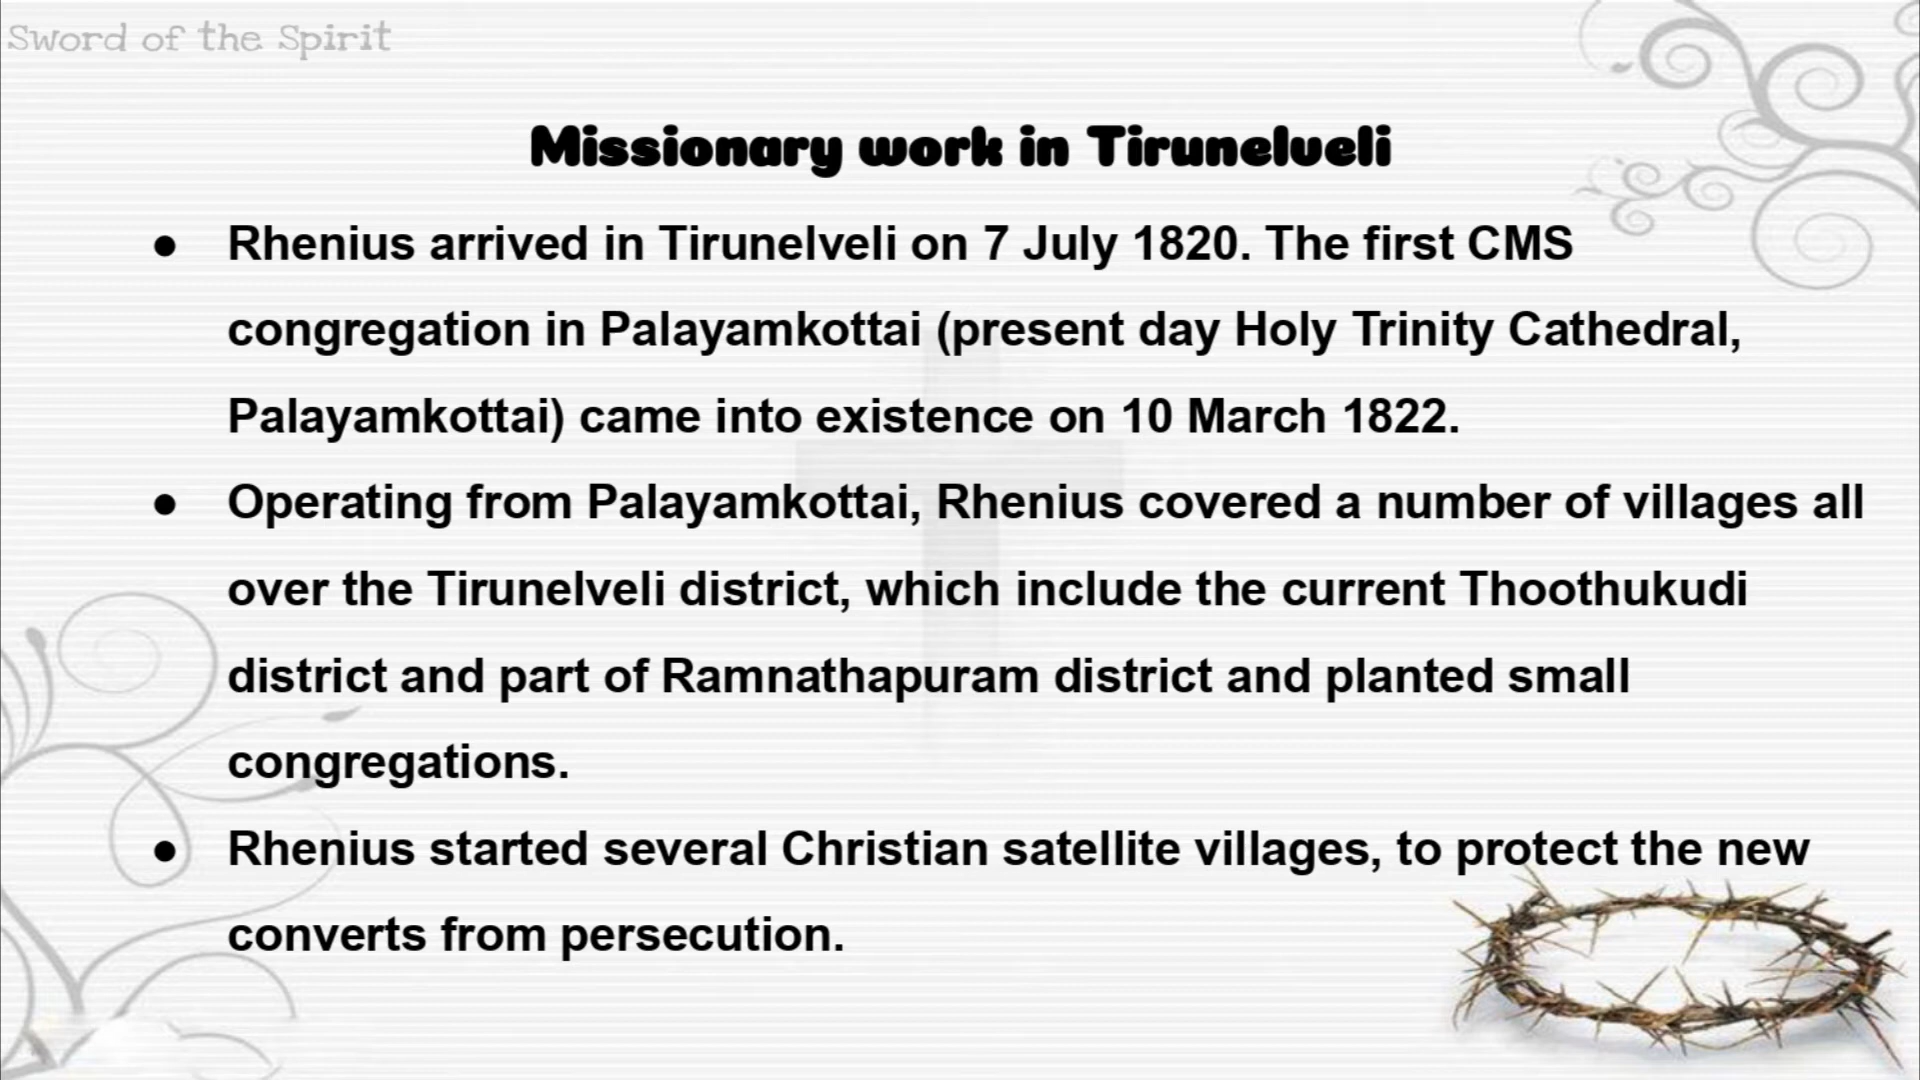 Sword of the Spirit
Missionary work in Tirunelveli
● Rhenius arrived in Tirunelveli on 7 July 1820. The first CMS
congregation in Palayamkottai (present day Holy Trinity Cathedral,
Palayamkottai) came into existence on 10 March 1822.
● Operating from Palayamkottai, Rhenius covered a number of villages all
over the Tirunelveli district, which include the current Thoothukudi
district and part of Ramnathapuram district and planted small
congregations.
● Rhenius started several Christian satellite villages, to protect the new
converts from persecution.